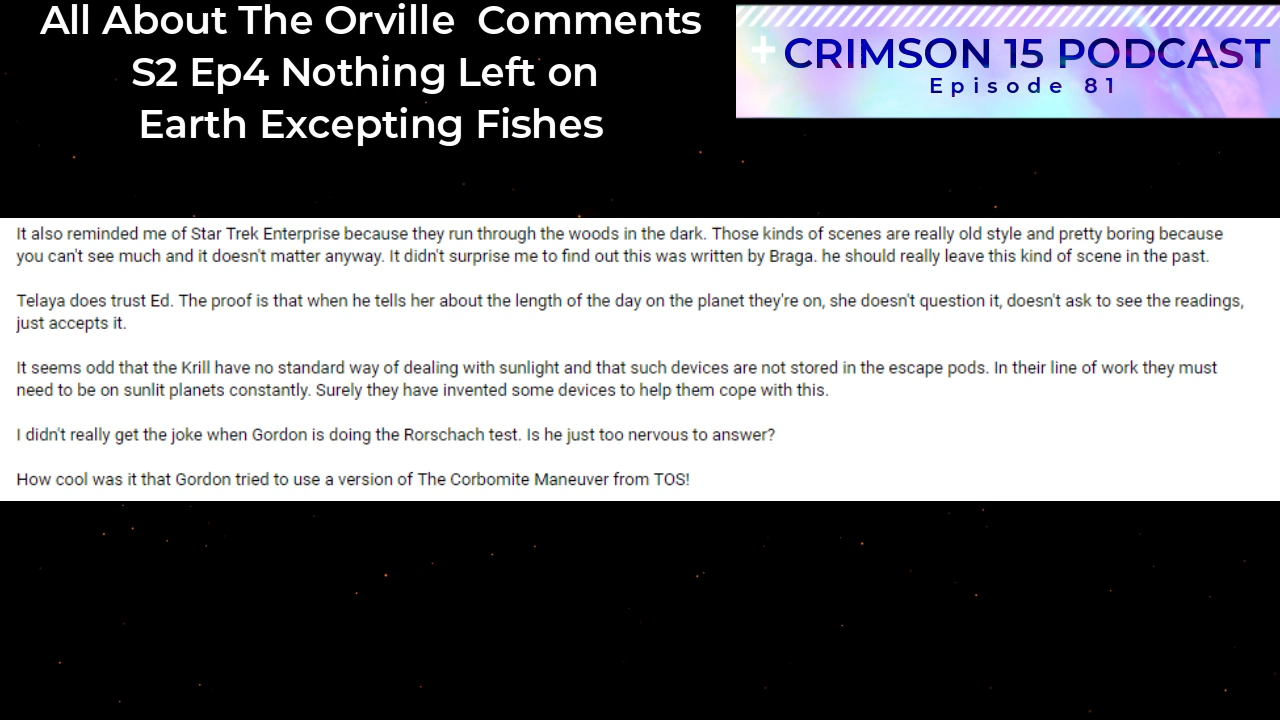 All About The Orville Comments
S2 Ep4 Nothing Left on
Earth Excepting Fishes
+ CRIMSON 15 PODCAST
Episode 81
It also reminded me of Star Trek Enterprise because they run through the woods in the dark. Those kinds of scenes are really old style and pretty boring because
you can't see much and it doesn't matter anyway. It didn't surprise me to find out this was written by Braga. he should really leave this kind of scene in the past.
Telaya does trust Ed. The proof is that when he tells her about the length of the day on the planet they're on, she doesn't question it, doesn't ask to see the readings,
just accepts it.
It seems odd that the Krill have no standard way of dealing with sunlight and that such devices are not stored in the escape pods. In their line of work they must
need to be on sunlit planets constantly. Surely they have invented some devices to help them cope with this.
I didn't really get the joke when Gordon is doing the Rorschach test. Is he just too nervous to answer?
How cool was it that Gordon tried to use a version of The Corbomite Maneuver from TOS!